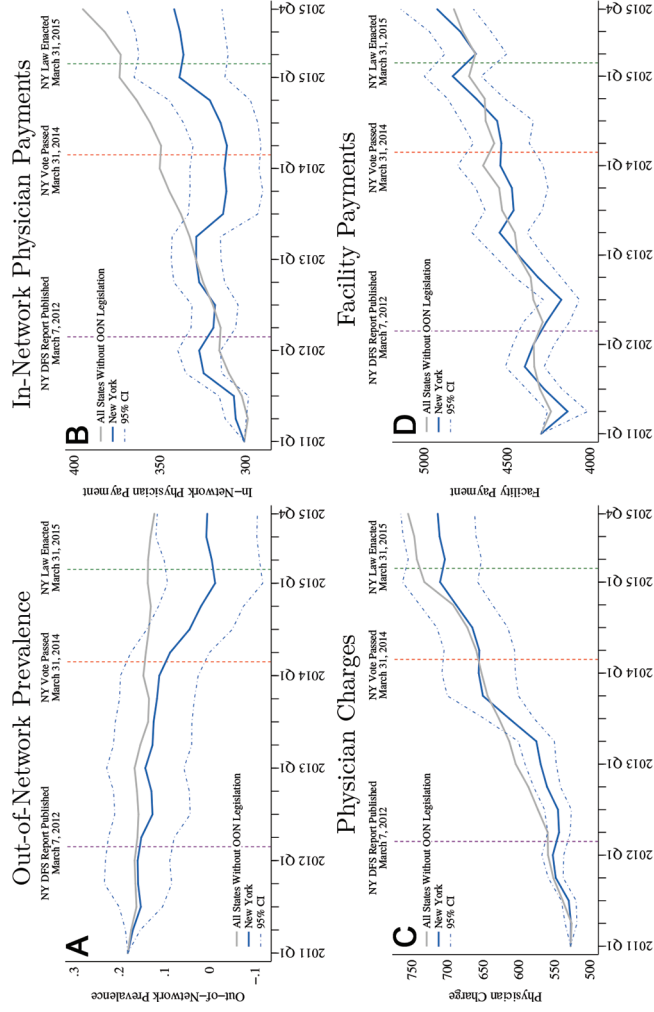 Out-of-Network Prevalence
A
NY DFS Report Published
March 7, 2012
NY Vote Passed
March 31, 2014
NY Law Enacted
March 31, 2015
Out−of−Network Prevalence
.3
.2
.1
0
−.1
All States Without OON Legislation
New York
95% CI
2011 Q1
2012 Q1
2013 Q1
2014 Q1
2015 Q1
2015 Q4
In-Network Physician Payments
B
NY DFS Report Published
March 7, 2012
NY Vote Passed
March 31, 2014
NY Law Enacted
March 31, 2015
In−Network Physician Payment
400
350
300
All States Without OON Legislation
New York
95% CI
2011 Q1
2012 Q1
2013 Q1
2014 Q1
2015 Q1
2015 Q4
Physician Charges
C
NY DFS Report Published
March 7, 2012
NY Vote Passed
March 31, 2014
NY Law Enacted
March 31, 2015
Physician Charge
750
700
650
600
550
500
All States Without OON Legislation
New York
95% CI
2011 Q1
2012 Q1
2013 Q1
2014 Q1
2015 Q1
2015 Q4
Facility Payments
D
NY DFS Report Published
March 7, 2012
NY Vote Passed
March 31, 2014
NY Law Enacted
March 31, 2015
Facility Payment
5000
4500
4000
All States Without OON Legislation
New York
95% CI
2011 Q1
2012 Q1
2013 Q1
2014 Q1
2015 Q1
2015 Q4